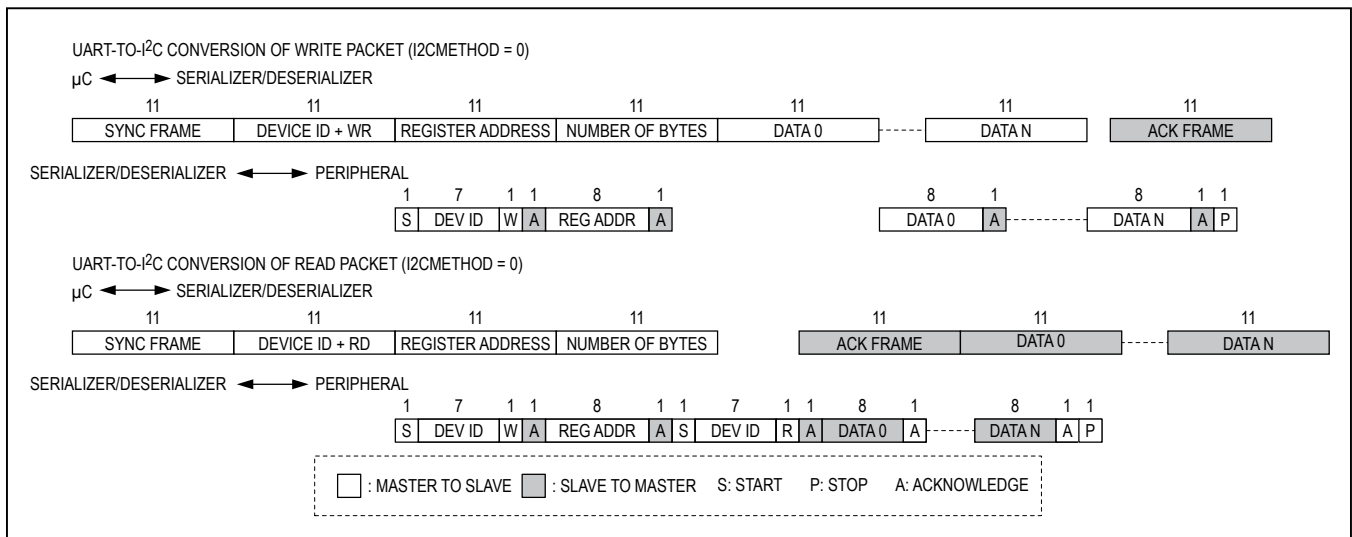 UART-TO-I2C CONVERSION OF WRITE PACKET (I2CMETHOD = 0)
µC SERIALIZER/DESERIALIZER
11 11 11 11 11 11 11
SYNC FRAME DEVICE ID + WR REGISTER ADDRESS NUMBER OF BYTES DATA 0 DATA N ACK FRAME
SERIALIZER/DESERIALIZER PERIPHERAL
1 7 1 1 8 1 8 1 8 1 1
S DEV ID W A REG ADDR A DATA 0 A DATA N A P
UART-TO-I2C CONVERSION OF READ PACKET (I2CMETHOD = 0)
µC SERIALIZER/DESERIALIZER
11 11 11 11 11 11 11
SYNC FRAME DEVICE ID + RD REGISTER ADDRESS NUMBER OF BYTES ACK FRAME DATA 0 DATA N
SERIALIZER/DESERIALIZER PERIPHERAL
1 7 1 1 8 1 1 7 1 1 8 1 8 1 1
S DEV ID W A REG ADDR A S DEV ID R A DATA 0 A DATA N A P
: MASTER TO SLAVE : SLAVE TO MASTER S: START P: STOP A: ACKNOWLEDGE